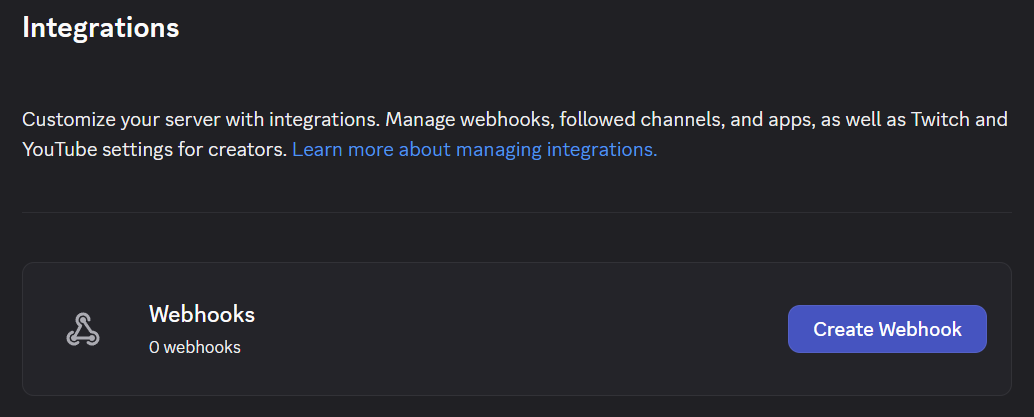 Integrations
Customize your server with integrations. Manage webhooks, followed channels, and apps, as well as Twitch and
YouTube settings for creators. Learn more about managing integrations.
Webhooks
0 webhooks
Create Webhook